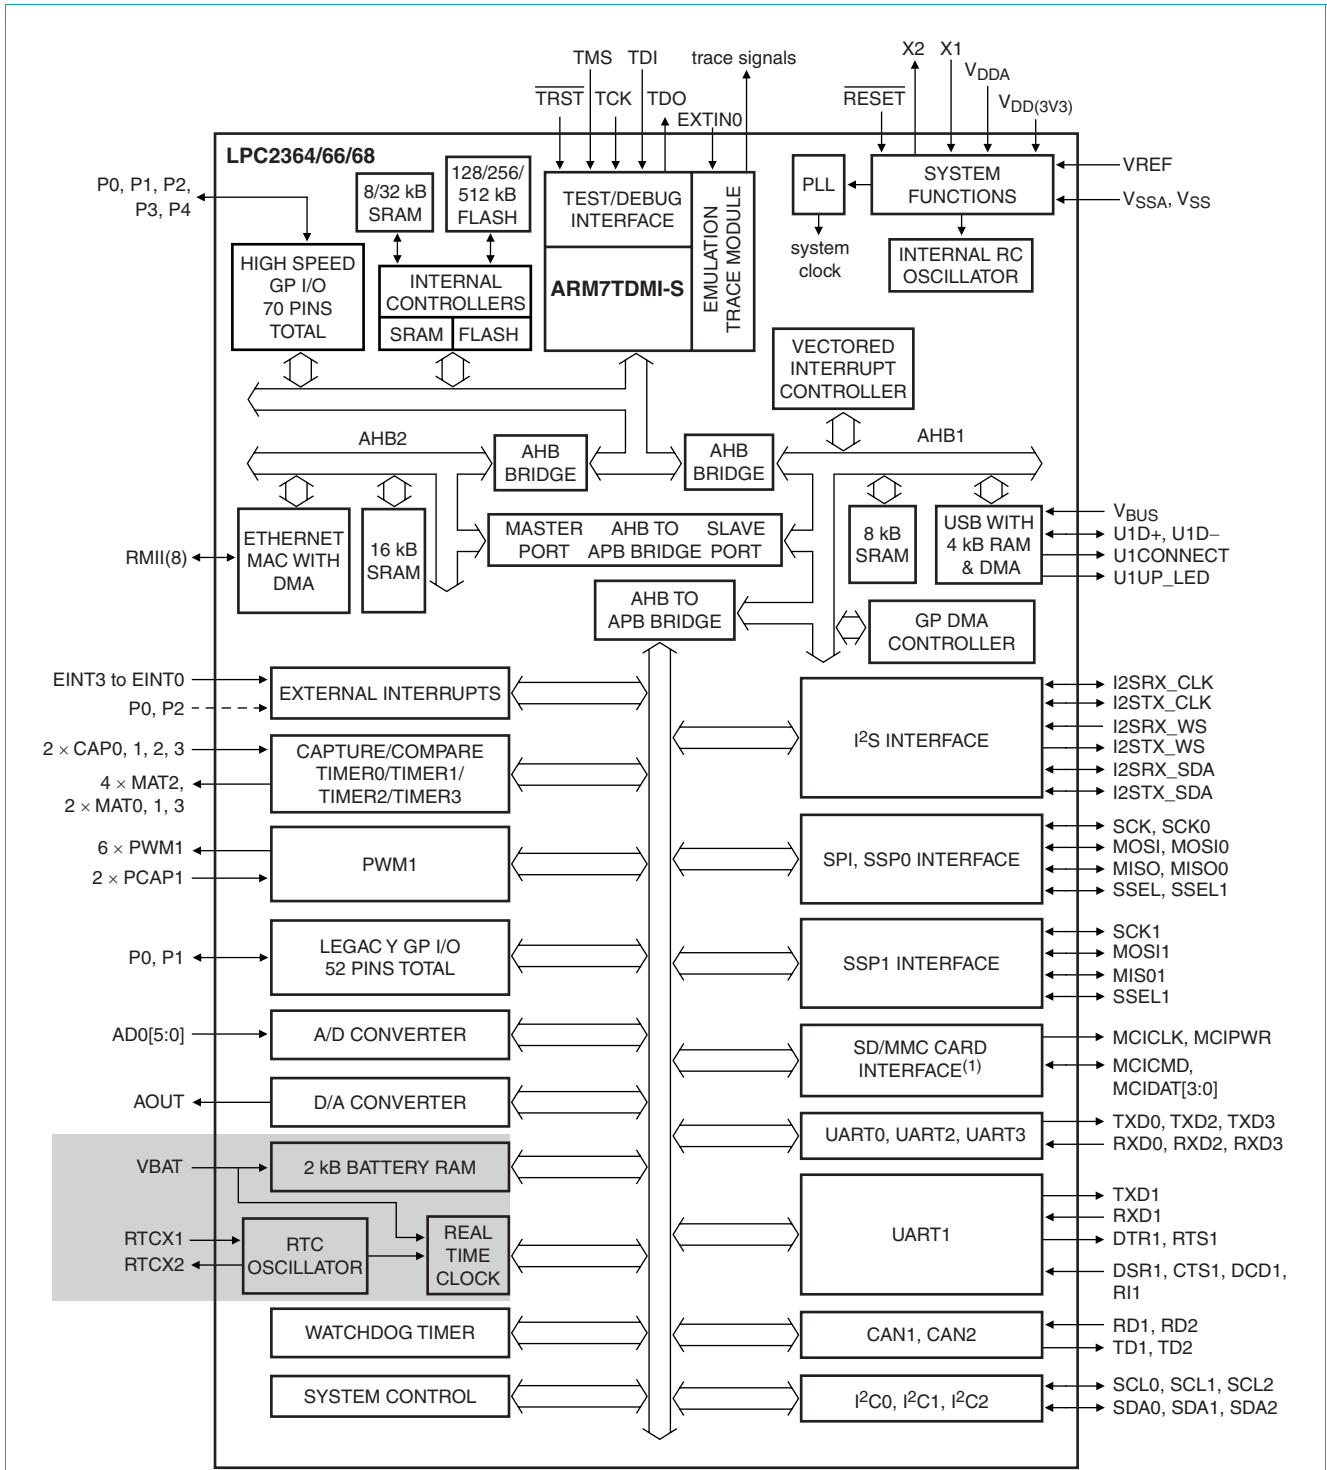 X2 X1
TMS TDI trace signals
V_DDA
TRST TCK TDO RESET
V_DD(3V3)
EXTIN0
LPC2364/66/68
P0, P1, P2,
P3, P4
8/32 kB
SRAM
128/256/
512 kB
FLASH
TEST/DEBUG
INTERFACE
EMULATION
TRACE MODULE
PLL
SYSTEM
FUNCTIONS
VREF
V_SSA, V_SS
system
clock
HIGH SPEED
GP I/O
70 PINS
TOTAL
INTERNAL
CONTROLLERS
SRAM FLASH
ARM7TDMI-S
INTERNAL RC
OSCILLATOR
VECTORED
INTERRUPT
CONTROLLER
AHB2
AHB
BRIDGE
AHB
BRIDGE
AHB1
ETHERNET
MAC WITH
DMA
RMII(8)
16 kB
SRAM
MASTER
PORT
AHB TO
APB BRIDGE
SLAVE
PORT
8 kB
SRAM
USB WITH
4 kB RAM
& DMA
V_BUS
U1D+, U1D−
U1CONNECT
U1UP_LED
AHB TO
APB BRIDGE
GP DMA
CONTROLLER
EINT3 to EINT0
P0, P2
EXTERNAL INTERRUPTS
I²S INTERFACE
I2SRX_CLK
I2STX_CLK
I2SRX_WS
I2STX_WS
I2SRX_SDA
I2STX_SDA
2 × CAP0, 1, 2, 3
4 × MAT2,
2 × MAT0, 1, 3
CAPTURE/COMPARE
TIMER0/TIMER1/
TIMER2/TIMER3
6 × PWM1
2 × PCAP1
PWM1
SPI, SSP0 INTERFACE
SCK, SCK0
MOSI, MOSI0
MISO, MISO0
SSEL, SSEL1
P0, P1
LEGAC Y GP I/O
52 PINS TOTAL
SSP1 INTERFACE
SCK1
MOSI1
MIS01
SSEL1
AD0[5:0]
A/D CONVERTER
SD/MMC CARD
INTERFACE(1)
MCICLK, MCIPWR
MCICMD,
MCIDAT[3:0]
AOUT
D/A CONVERTER
UART0, UART2, UART3
TXD0, TXD2, TXD3
RXD0, RXD2, RXD3
VBAT
2 kB BATTERY RAM
RTCX1
RTCX2
RTC
OSCILLATOR
REAL
TIME
CLOCK
UART1
TXD1
RXD1
DTR1, RTS1
DSR1, CTS1, DCD1,
RI1
WATCHDOG TIMER
CAN1, CAN2
RD1, RD2
TD1, TD2
SYSTEM CONTROL
I²C0, I²C1, I²C2
SCL0, SCL1, SCL2
SDA0, SDA1, SDA2